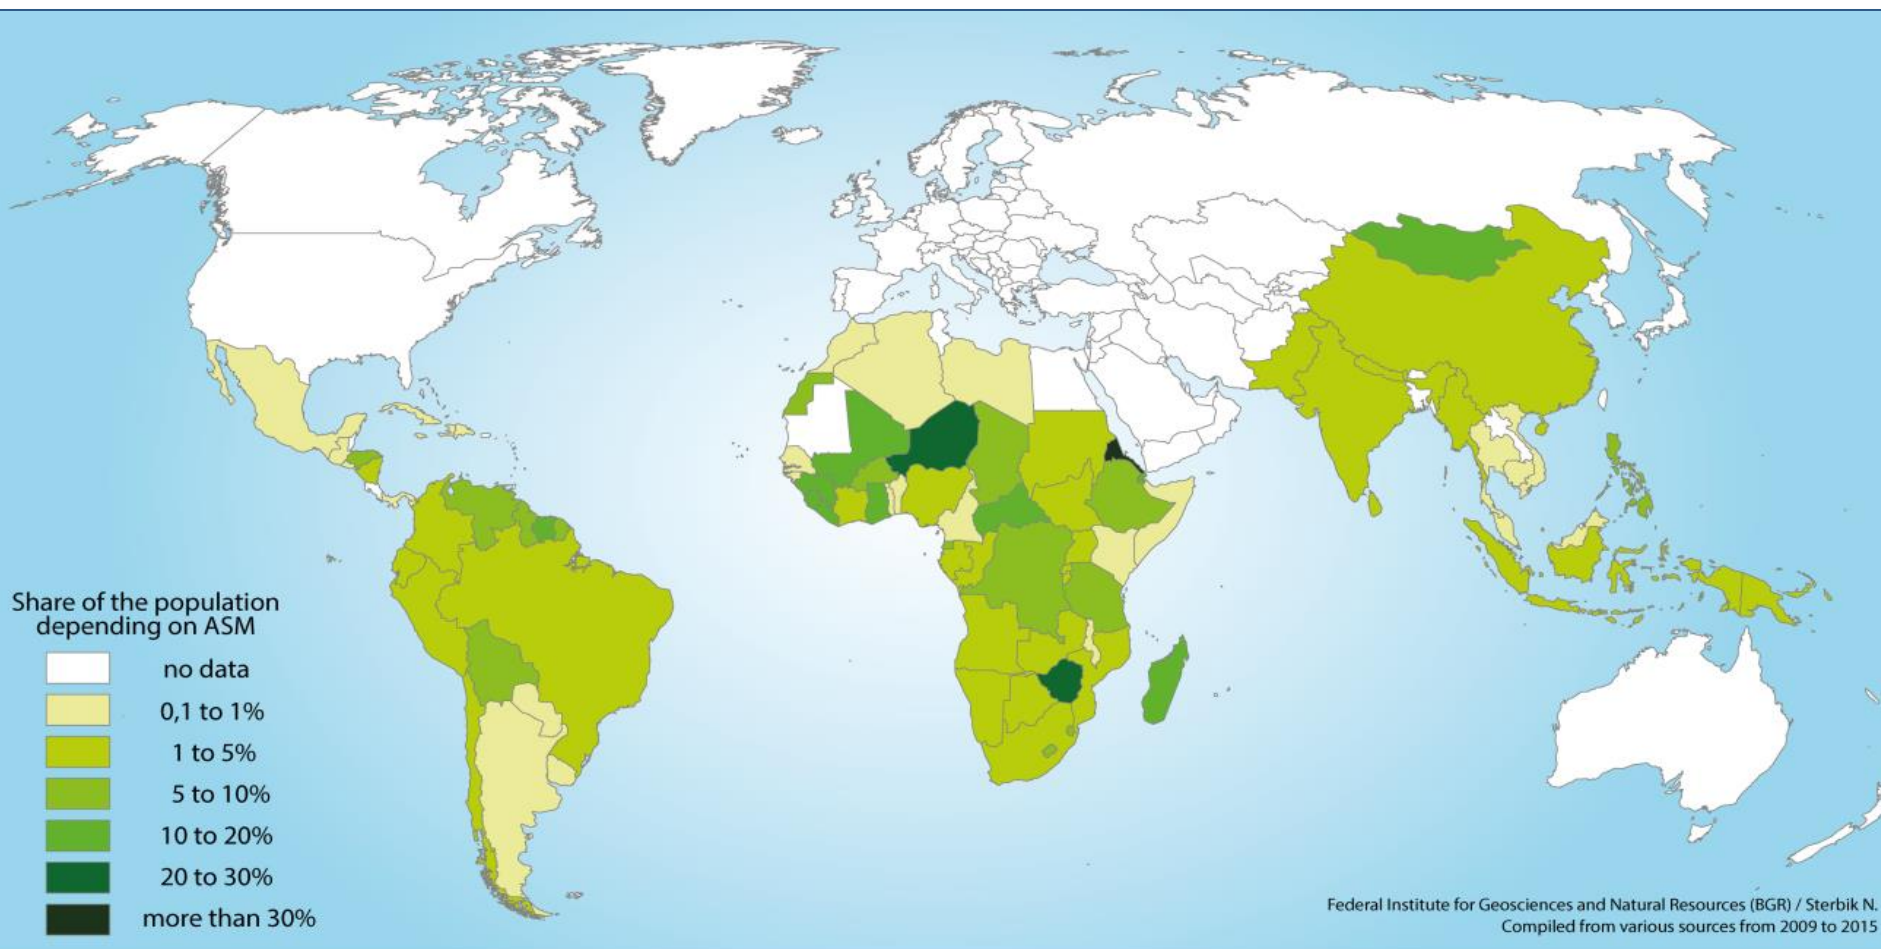 Share of the population
depending on ASM
no data
0,1 to 1%
1 to 5%
5 to 10%
10 to 20%
20 to 30%
more than 30%
Federal Institute for Geosciences and Natural Resources (BGR) / Sterbik N.
Compiled from various sources from 2009 to 2015